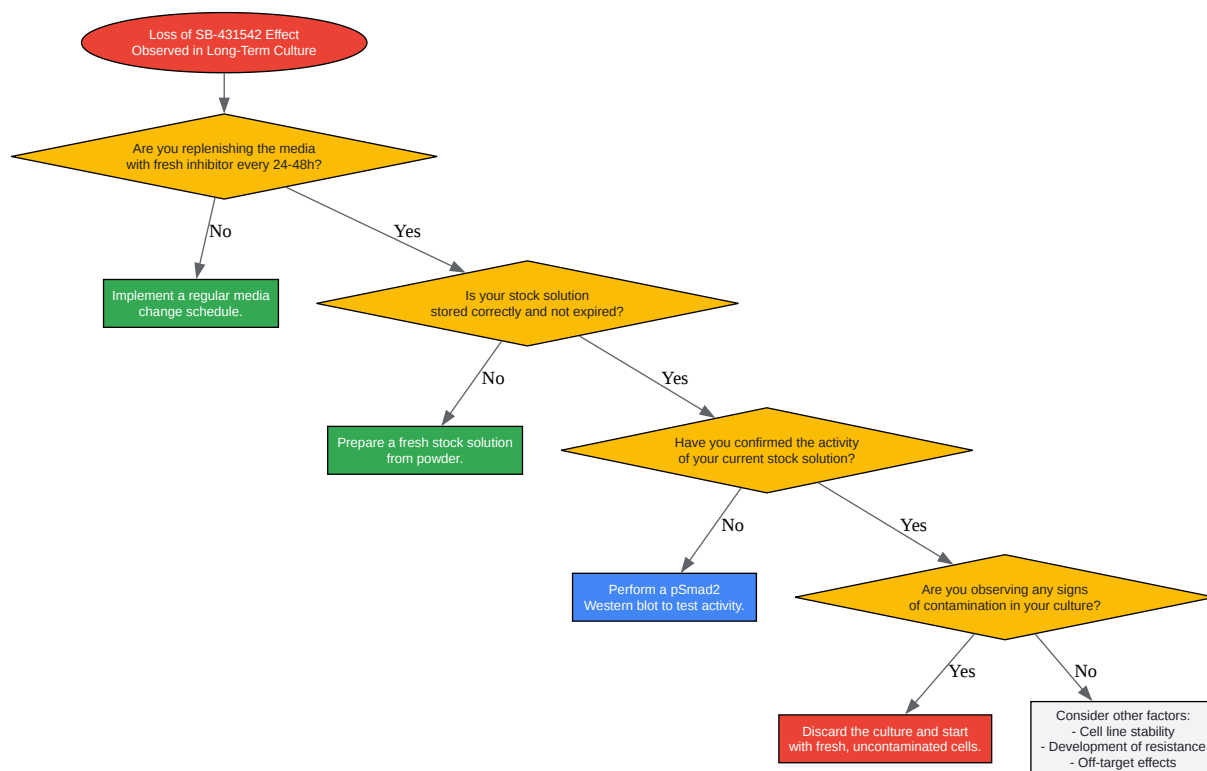 Loss of SB-431542 Effect
Observed in Long-Term Culture
Are you replenishing the media
with fresh inhibitor every 24-48h?
No
Yes
Implement a regular media
change schedule.
Is your stock solution
stored correctly and not expired?
No
Yes
Prepare a fresh stock solution
from powder.
Have you confirmed the activity
of your current stock solution?
No
Yes
Perform a pSmad2
Western blot to test activity.
Are you observing any signs
of contamination in your culture?
Yes
No
Discard the culture and start
with fresh, uncontaminated cells.
Consider other factors:
- Cell line stability
- Development of resistance
- Off-target effects